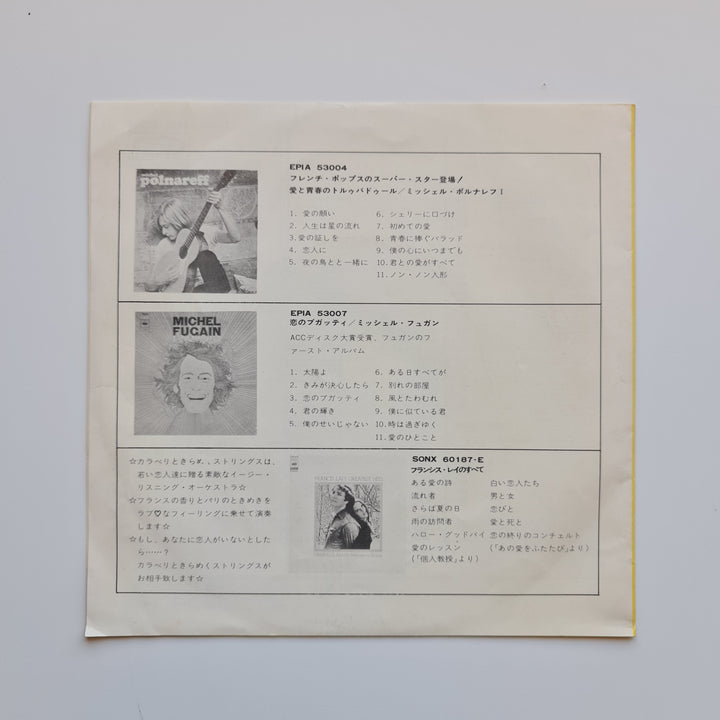 polnareff
EPIA 53004
フレンチ・ポップスのスーパー・スター登場!
愛と青春のトルゥバドゥール/ミッシェル・ポルナレフ I
1. 愛の願い
2. 人生は星の流れ
3. 愛の証しを
4. 恋人に
5. 夜の鳥とと一緒に
6. シェリーに口づけ
7. 初めての愛
8. 青春に捧ぐバラッド
9. 僕の心にいつまでも
10. 君との愛がすべて
11. ノン・ノン人形
MICHEL
FUGAIN
EPIA 53007
恋のブガッティ/ミッシェル・フュガン
ACCディスク大賞受賞、フュガンのフ
ァースト・アルバム
1. 太陽よ
2. きみが決心したら
3. 恋のブガッティ
4. 君の輝き
5. 僕のせいじゃない
6. ある日すべてが
7. 別れの部屋
8. 風とたわむれ
9. 僕に似ている君
10. 時は過ぎゆく
11. 愛のひとこと
☆カラベリときらめくストリングスは、
若い恋人達に贈る素敵なイージー・
リスニング・オーケストラ☆
☆フランスの香りとパリのときめきを
ラブ♡なフィーリングに乗せて演奏
します☆
☆もし、あなたに恋人がいないとした
ら……?
カラベリときらめくストリングスが
お相手致します☆
SONX 60187-E
フランシス・レイのすべて
ある愛の詩
流れ者
さらば夏の日
雨の訪問者
ハロー・グッドバイ
愛のレッスン
(「個人教授」より)
白い恋人たち
男と女
恋びと
愛と死と
恋の終りのコンチェルト
(「あの愛をふたたび」より)